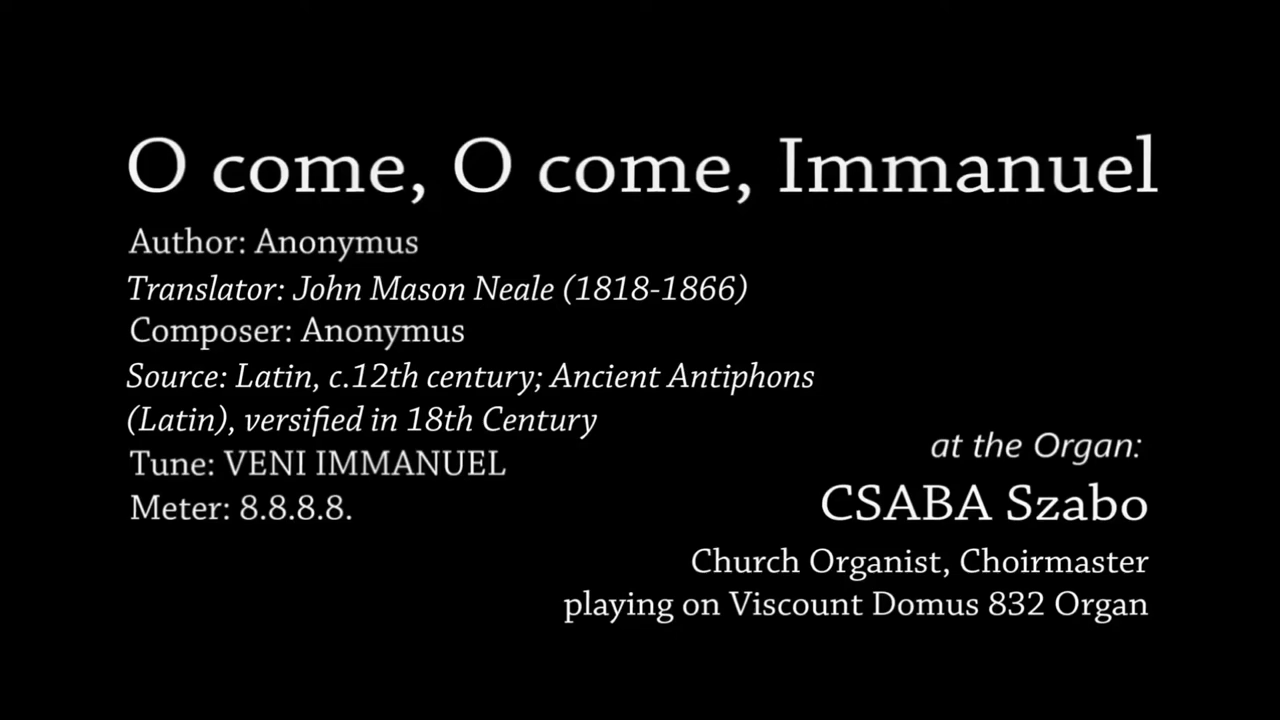 O come, O come, Immanuel
Author: Anonymus
Translator: John Mason Neale (1818-1866)
Composer: Anonymus
Source: Latin, c.12th century; Ancient Antiphons
(Latin), versified in 18th Century
Tune: VENI IMMANUEL
Meter: 8.8.8.8.
at the Organ:
CSABA Szabo
Church Organist, Choirmaster
playing on Viscount Domus 832 Organ